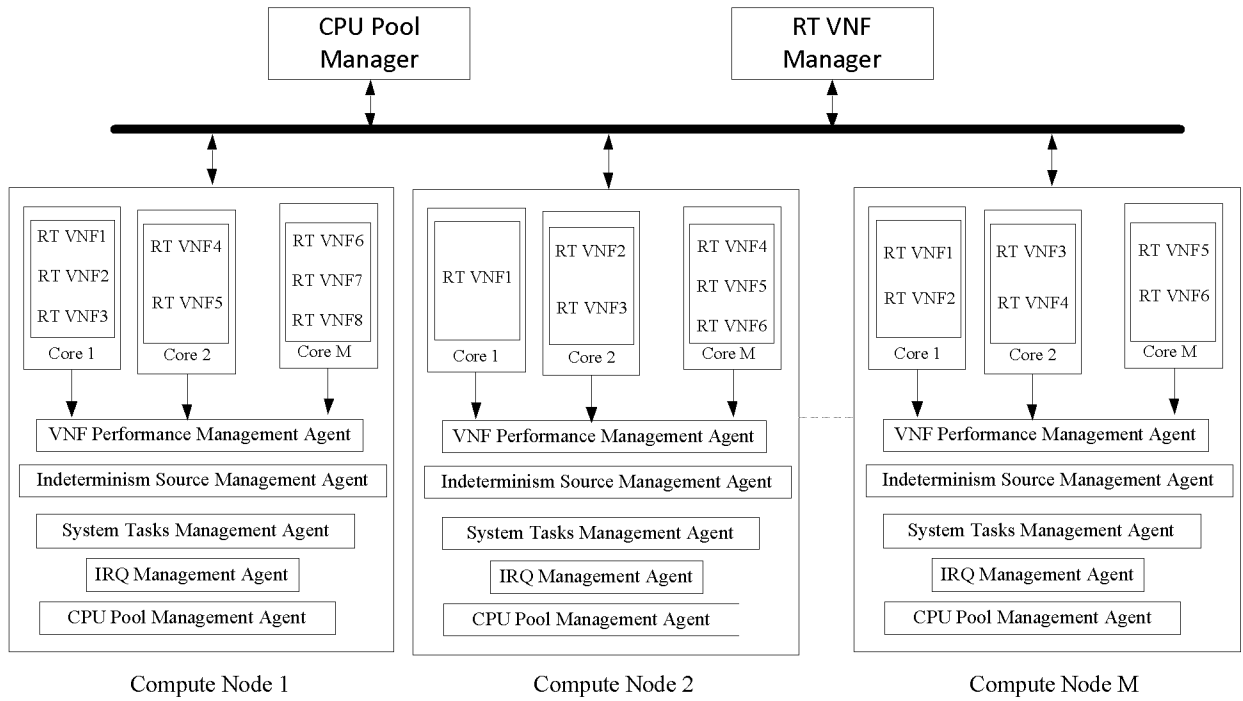 CPU Pool
Manager
RT VNF
Manager
RT VNF1
RT VNF2
RT VNF3
Core 1
RT VNF4
RT VNF5
Core 2
RT VNF6
RT VNF7
RT VNF8
Core M
VNF Performance Management Agent
Indeterminism Source Management Agent
System Tasks Management Agent
IRQ Management Agent
CPU Pool Management Agent
Compute Node 1
RT VNF1
Core 1
RT VNF2
RT VNF3
Core 2
RT VNF4
RT VNF5
RT VNF6
Core M
VNF Performance Management Agent
Indeterminism Source Management Agent
System Tasks Management Agent
IRQ Management Agent
CPU Pool Management Agent
Compute Node 2
RT VNF1
RT VNF2
Core 1
RT VNF3
RT VNF4
Core 2
RT VNF5
RT VNF6
Core M
VNF Performance Management Agent
Indeterminism Source Management Agent
System Tasks Management Agent
IRQ Management Agent
CPU Pool Management Agent
Compute Node M